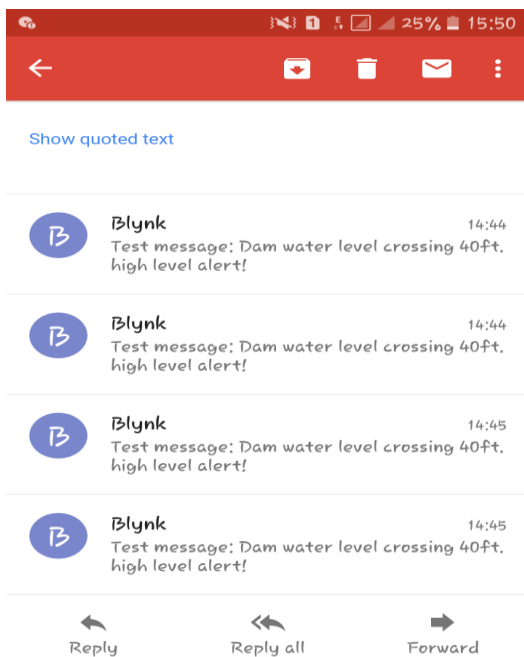 1 E 25% 15:50
Show quoted text
B Blynk 14:44
Test message: Dam water level crossing 40ft.
high level alert!
B Blynk 14:44
Test message: Dam water level crossing 40ft.
high level alert!
B Blynk 14:45
Test message: Dam water level crossing 40ft.
high level alert!
B Blynk 14:45
Test message: Dam water level crossing 40ft.
high level alert!
Reply Reply all Forward